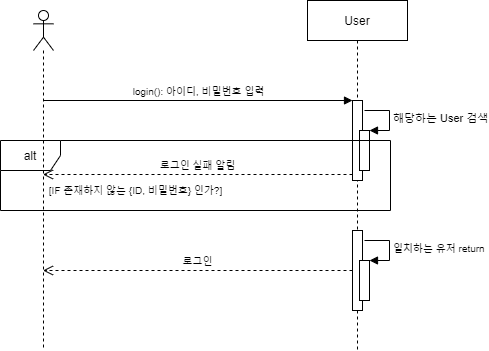 User
login(): 아이디, 비밀번호 입력
해당하는 User 검색
alt
로그인 실패 알림
[IF 존재하지 않는 {ID, 비밀번호} 인가?]
일치하는 유저 return
로그인